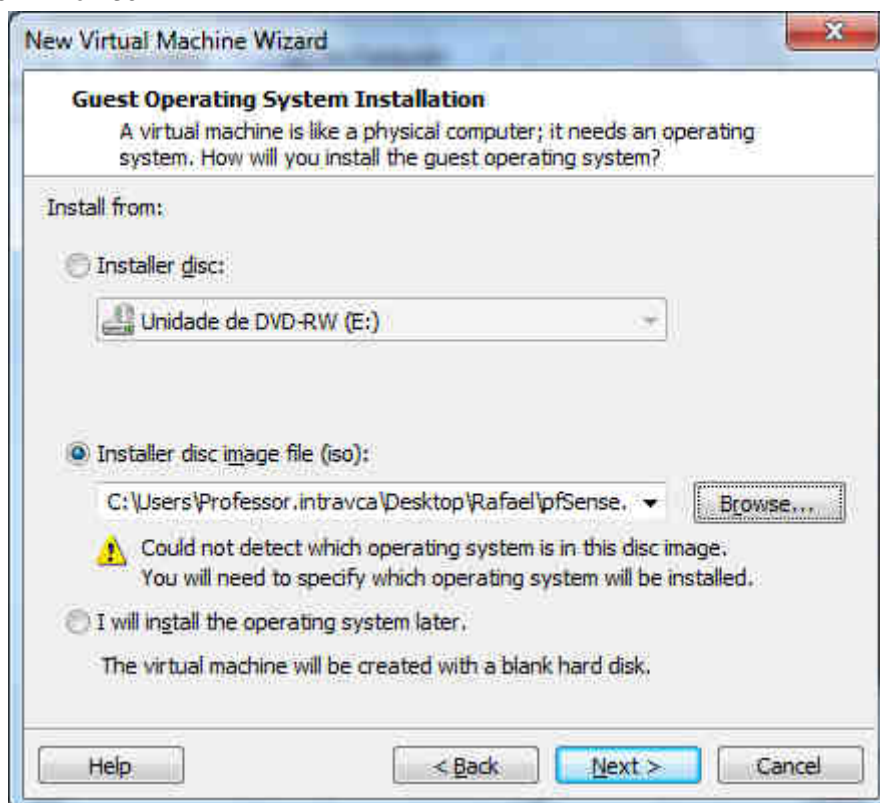 New Virtual Machine Wizard
Guest Operating System Installation
A virtual machine is like a physical computer; it needs an operating
system. How will you install the guest operating system?
Install from:
Installer disc:
Unidade de DVD-RW (E:)
Installer disc image file (iso):
C:\Users\Professor.intravca\Desktop\Rafael\pfSense.
Browse...
Could not detect which operating system is in this disc image.
You will need to specify which operating system will be installed.
I will install the operating system later.
The virtual machine will be created with a blank hard disk.
Help < Back Next > Cancel